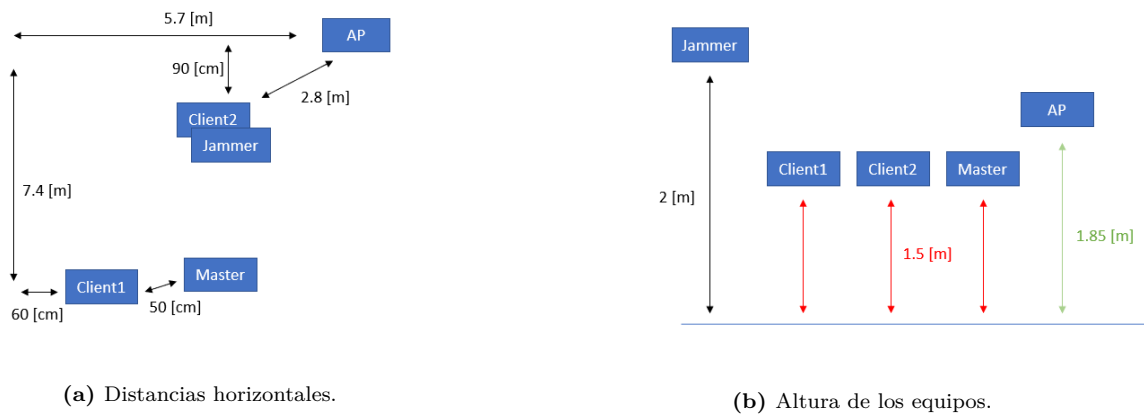 5.7 [m]
AP
90 [cm]
2.8 [m]
Client2
Jammer
7.4 [m]
Master
Client1
60 [cm]
50 [cm]
(a) Distancias horizontales.
Jammer
AP
Client1
Client2
Master
2 [m]
1.5 [m]
1.85 [m]
(b) Altura de los equipos.